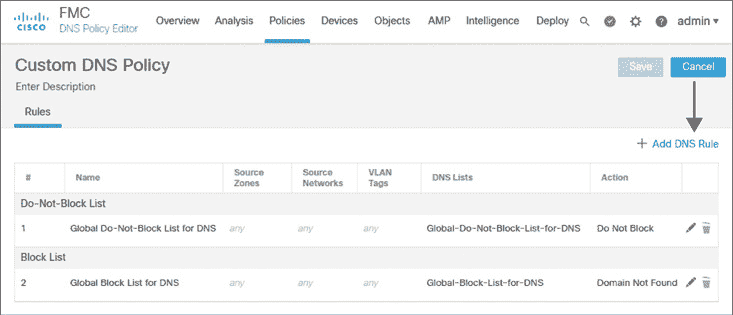 CISCO
FMC
DNS Policy Editor
Overview Analysis Policies Devices Objects AMP Intelligence Deploy admin
Custom DNS Policy
Save Cancel
Enter Description
Rules
+ Add DNS Rule
# Name Source Zones Source Networks VLAN Tags DNS Lists Action
Do-Not-Block List
1 Global Do-Not-Block List for DNS any any any Global-Do-Not-Block-List-for-DNS Do Not Block
Block List
2 Global Block List for DNS any any any Global-Block-List-for-DNS Domain Not Found